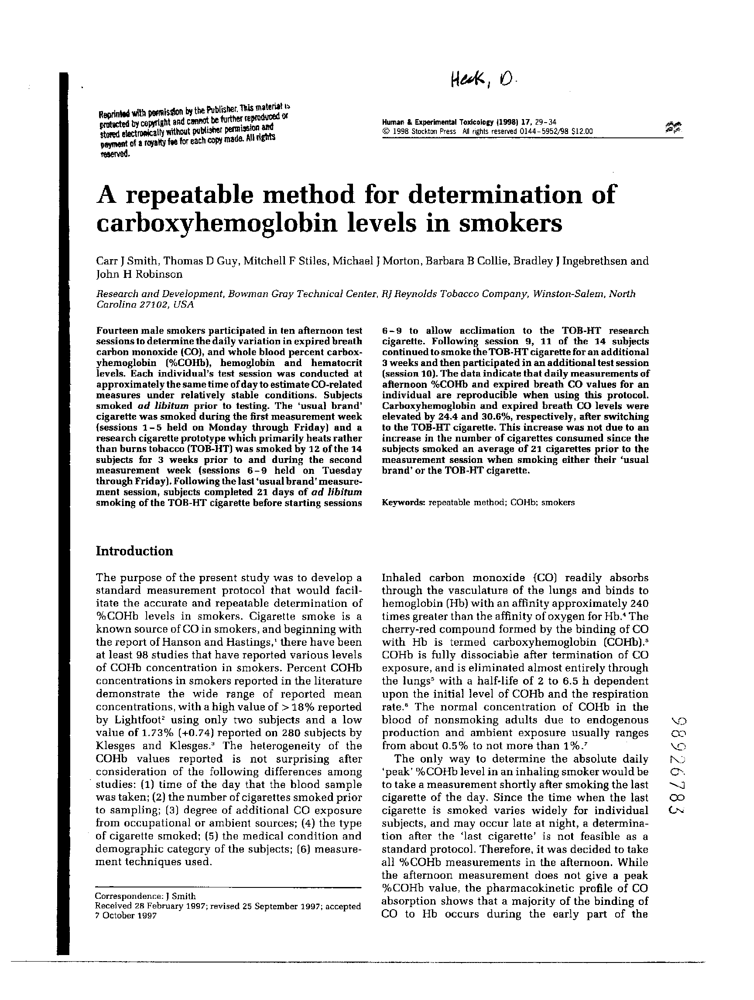 Heck, D.
Reprinted with permission by the Publisher. This material is
protected by copyright and cannot be further reproduced or
stored electronically without publisher permission and
payment of a royalty fee for each copy made. All rights
reserved.
Human & Experimental Toxicology (1998) 17, 29–34
© 1998 Stockton Press All rights reserved 0144–5952/98 $12.00
A repeatable method for determination of
carboxyhemoglobin levels in smokers
Carr J Smith, Thomas D Guy, Mitchell F Stiles, Michael J Morton, Barbara B Collie, Bradley J Ingebrethsen and
John H Robinson
Research and Development, Bowman Gray Technical Center, RJ Reynolds Tobacco Company, Winston-Salem, North
Carolina 27102, USA
Fourteen male smokers participated in ten afternoon test
sessions to determine the daily variation in expired breath
carbon monoxide (CO), and whole blood percent carbox-
yhemoglobin (%COHb), hemoglobin and hematocrit
levels. Each individual's test session was conducted at
approximately the same time of day to estimate CO-related
measures under relatively stable conditions. Subjects
smoked ad libitum prior to testing. The 'usual brand'
cigarette was smoked during the first measurement week
(sessions 1–5 held on Monday through Friday) and a
research cigarette prototype which primarily heats rather
than burns tobacco (TOB-HT) was smoked by 12 of the 14
subjects for 3 weeks prior to and during the second
measurement week (sessions 6–9 held on Tuesday
through Friday). Following the last 'usual brand' measure-
ment session, subjects completed 21 days of ad libitum
smoking of the TOB-HT cigarette before starting sessions
6–9 to allow acclimation to the TOB-HT research
cigarette. Following session 9, 11 of the 14 subjects
continued to smoke the TOB-HT cigarette for an additional
3 weeks and then participated in an additional test session
(session 10). The data indicate that daily measurements of
afternoon %COHb and expired breath CO values for an
individual are reproducible when using this protocol.
Carboxyhemoglobin and expired breath CO levels were
elevated by 24.4 and 30.6%, respectively, after switching
to the TOB-HT cigarette. This increase was not due to an
increase in the number of cigarettes consumed since the
subjects smoked an average of 21 cigarettes prior to the
measurement session when smoking either their 'usual
brand' or the TOB-HT cigarette.
Keywords: repeatable method; COHb; smokers
Introduction
The purpose of the present study was to develop a
standard measurement protocol that would facil-
itate the accurate and repeatable determination of
%COHb levels in smokers. Cigarette smoke is a
known source of CO in smokers, and beginning with
the report of Hanson and Hastings,¹ there have been
at least 98 studies that have reported various levels
of COHb concentration in smokers. Percent COHb
concentrations in smokers reported in the literature
demonstrate the wide range of reported mean
concentrations, with a high value of >18% reported
by Lightfoot² using only two subjects and a low
value of 1.73% (+0.74) reported on 280 subjects by
Klesges and Klesges.³ The heterogeneity of the
COHb values reported is not surprising after
consideration of the following differences among
studies: (1) time of the day that the blood sample
was taken; (2) the number of cigarettes smoked prior
to sampling; (3) degree of additional CO exposure
from occupational or ambient sources; (4) the type
of cigarette smoked; (5) the medical condition and
demographic category of the subjects; (6) measure-
ment techniques used.
Correspondence: J Smith
Received 28 February 1997; revised 25 September 1997; accepted
7 October 1997
Inhaled carbon monoxide (CO) readily absorbs
through the vasculature of the lungs and binds to
hemoglobin (Hb) with an affinity approximately 240
times greater than the affinity of oxygen for Hb.⁴ The
cherry-red compound formed by the binding of CO
with Hb is termed carboxyhemoglobin (COHb).⁵
COHb is fully dissociable after termination of CO
exposure, and is eliminated almost entirely through
the lungs⁵ with a half-life of 2 to 6.5 h dependent
upon the initial level of COHb and the respiration
rate.⁶ The normal concentration of COHb in the
blood of nonsmoking adults due to endogenous
production and ambient exposure usually ranges
from about 0.5% to not more than 1%.⁷
The only way to determine the absolute daily
'peak' %COHb level in an inhaling smoker would be
to take a measurement shortly after smoking the last
cigarette of the day. Since the time when the last
cigarette is smoked varies widely for individual
subjects, and may occur late at night, a determina-
tion after the 'last cigarette' is not feasible as a
standard protocol. Therefore, it was decided to take
all %COHb measurements in the afternoon. While
the afternoon measurement does not give a peak
%COHb value, the pharmacokinetic profile of CO
absorption shows that a majority of the binding of
CO to Hb occurs during the early part of the